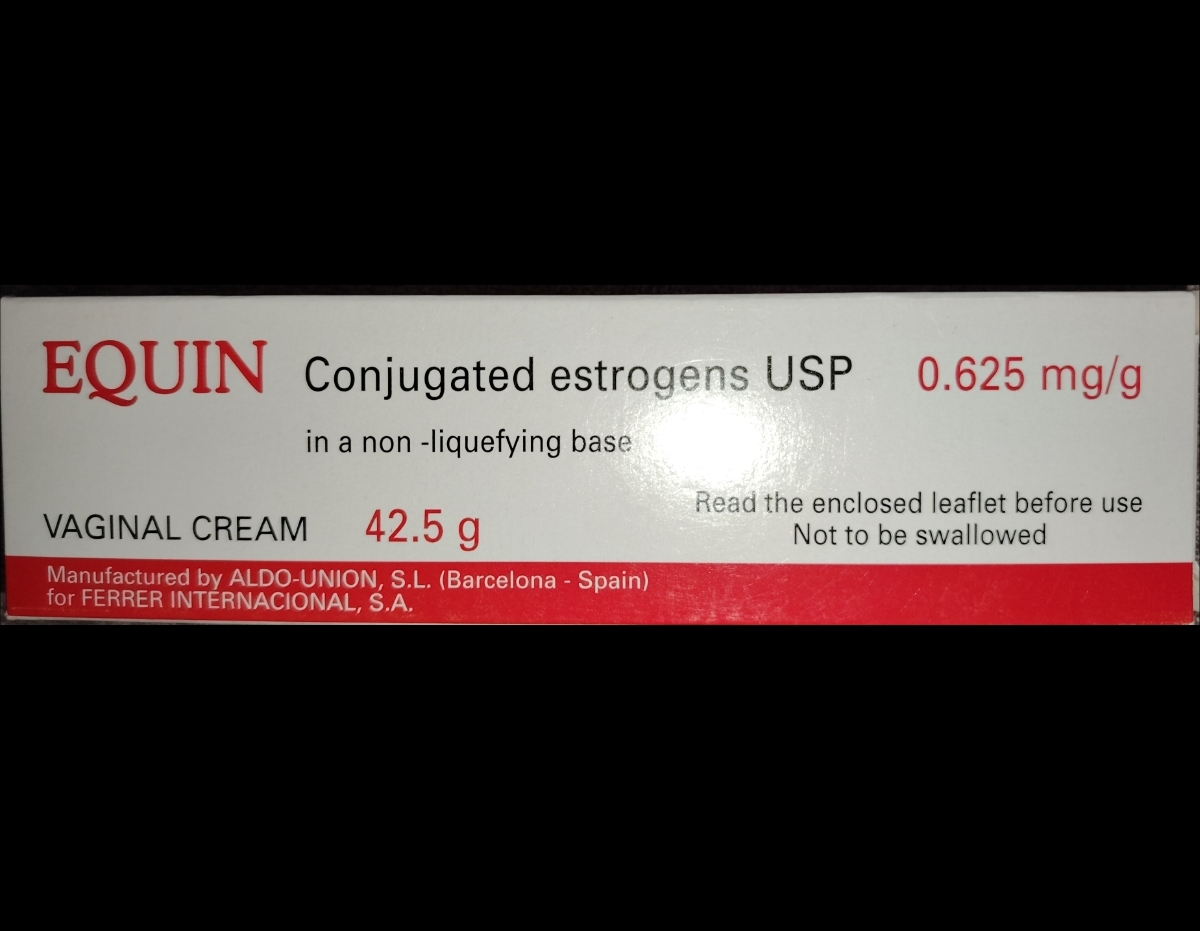 EQUIN Conjugated estrogens USP 0.625 mg/g
in a non -liquefying base
Read the enclosed leaflet before use
VAGINAL CREAM 42.5 g
Not to be swallowed
Manufactured by ALDO-UNION, S.L. (Barcelona - Spain)
for FERRER INTERNACIONAL, S.A.